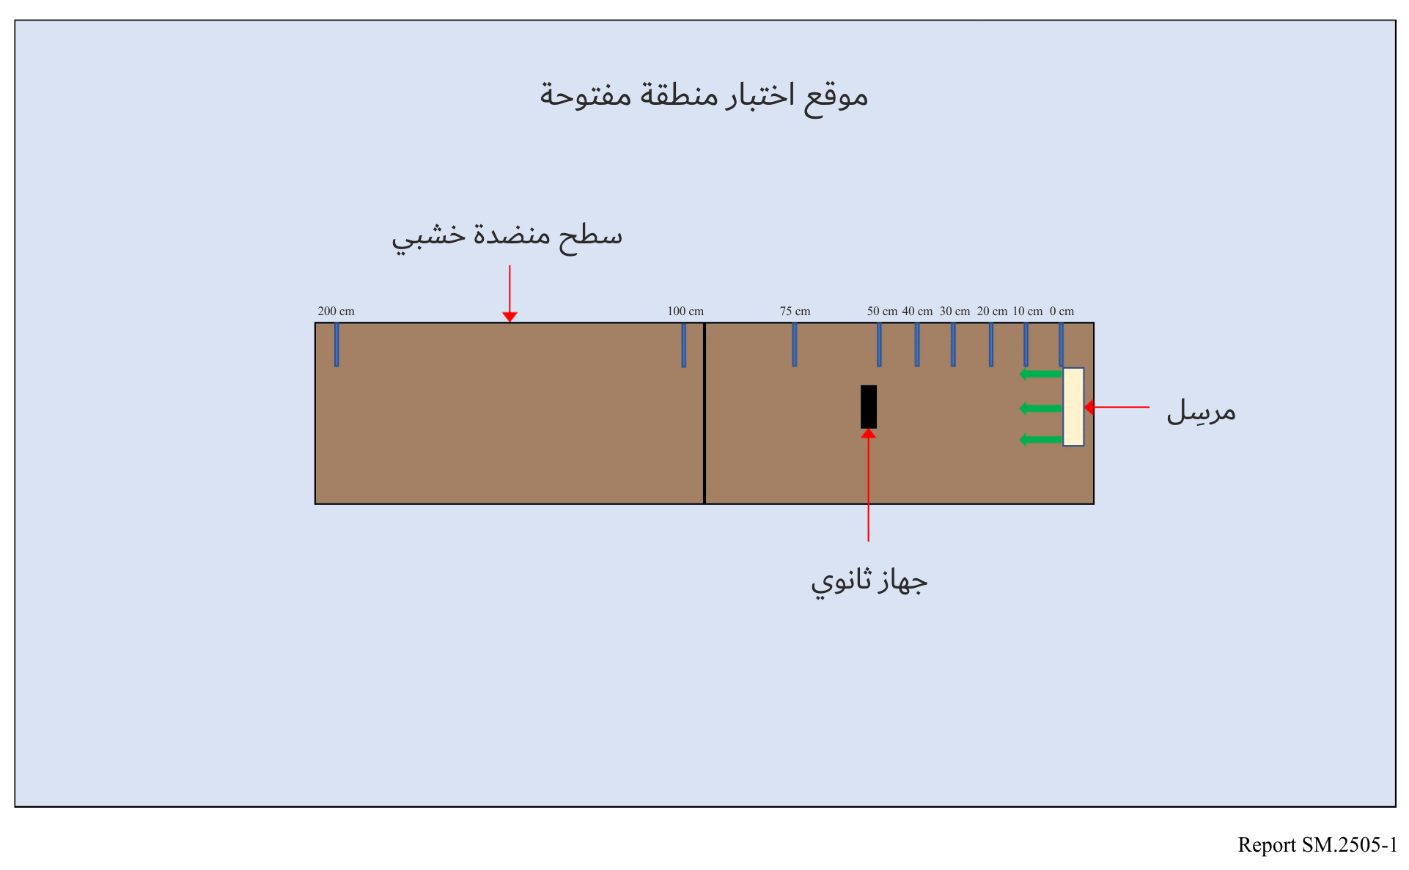 موقع اختبار منطقة مفتوحة
سطح منضدة خشبي
200 cm 100 cm 75 cm 50 cm 40 cm 30 cm 20 cm 10 cm 0 cm
مرسِل
جهاز ثانوي
Report SM.2505-1